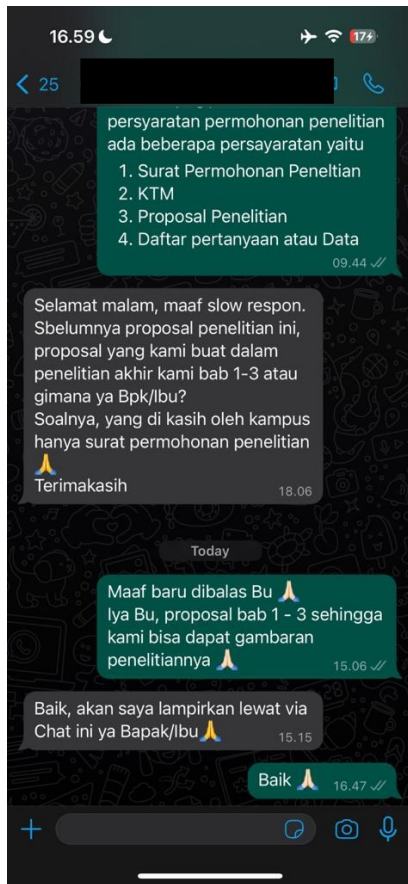 16.59
17
25
persyaratan permohonan penelitian
ada beberapa persayaratan yaitu
1. Surat Permohonan Peneltian
2. KTM
3. Proposal Penelitian
4. Daftar pertanyaan atau Data
09.44
Selamat malam, maaf slow respon.
Sbelumnya proposal penelitian ini,
proposal yang kami buat dalam
penelitian akhir kami bab 1-3 atau
gimana ya Bpk/Ibu?
Soalnya, yang di kasih oleh kampus
hanya surat permohonan penelitian
🙏
Terimakasih
18.06
Today
Maaf baru dibalas Bu 🙏🏻
Iya Bu, proposal bab 1 - 3 sehingga
kami bisa dapat gambaran
penelitiannya 🙏🏻
15.06
Baik, akan saya lampirkan lewat via
Chat ini ya Bapak/Ibu🙏
15.15
Baik 🙏🏻
16.47